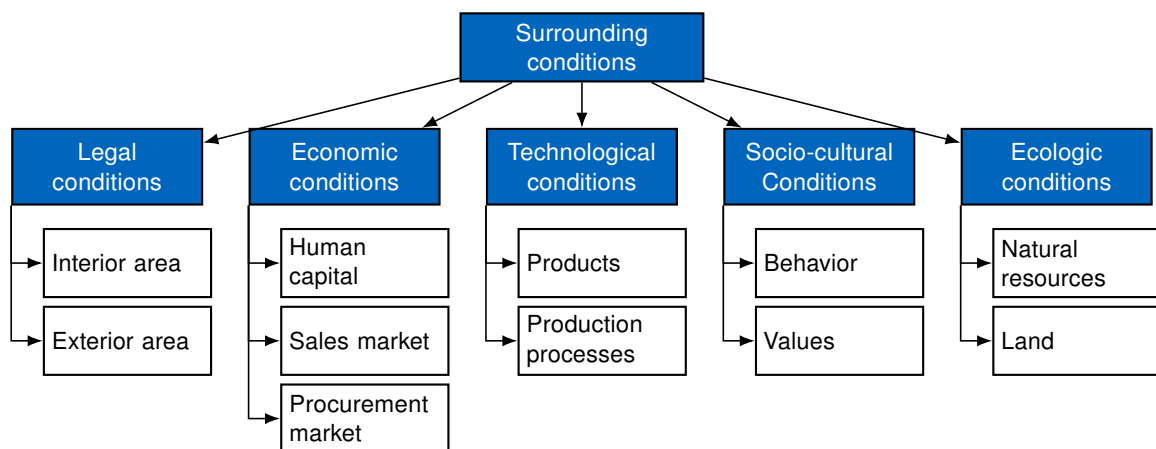 Surrounding
conditions
Legal
conditions
Economic
conditions
Technological
conditions
Socio-cultural
Conditions
Ecologic
conditions
Interior area
Exterior area
Human
capital
Sales market
Procurement
market
Products
Production
processes
Behavior
Values
Natural
resources
Land